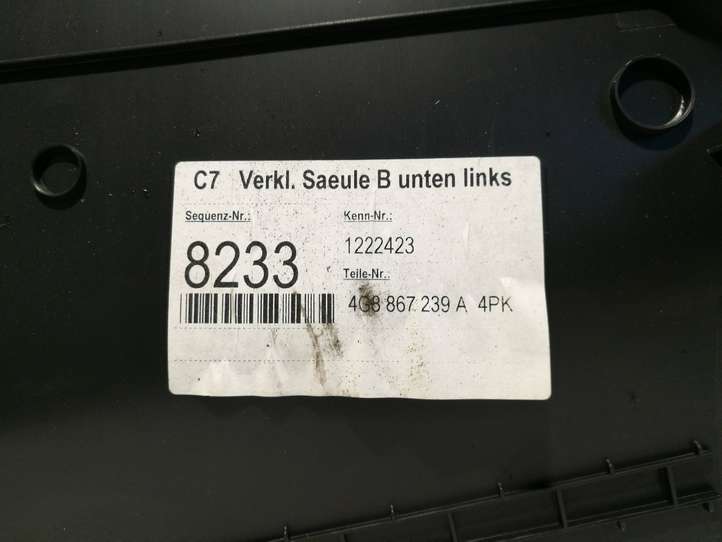 C7 Verkl. Saeule B unten links
Sequenz-Nr.: Kenn-Nr.:
8233 1222423
Teile-Nr.:
4G8 867 239 A 4PK